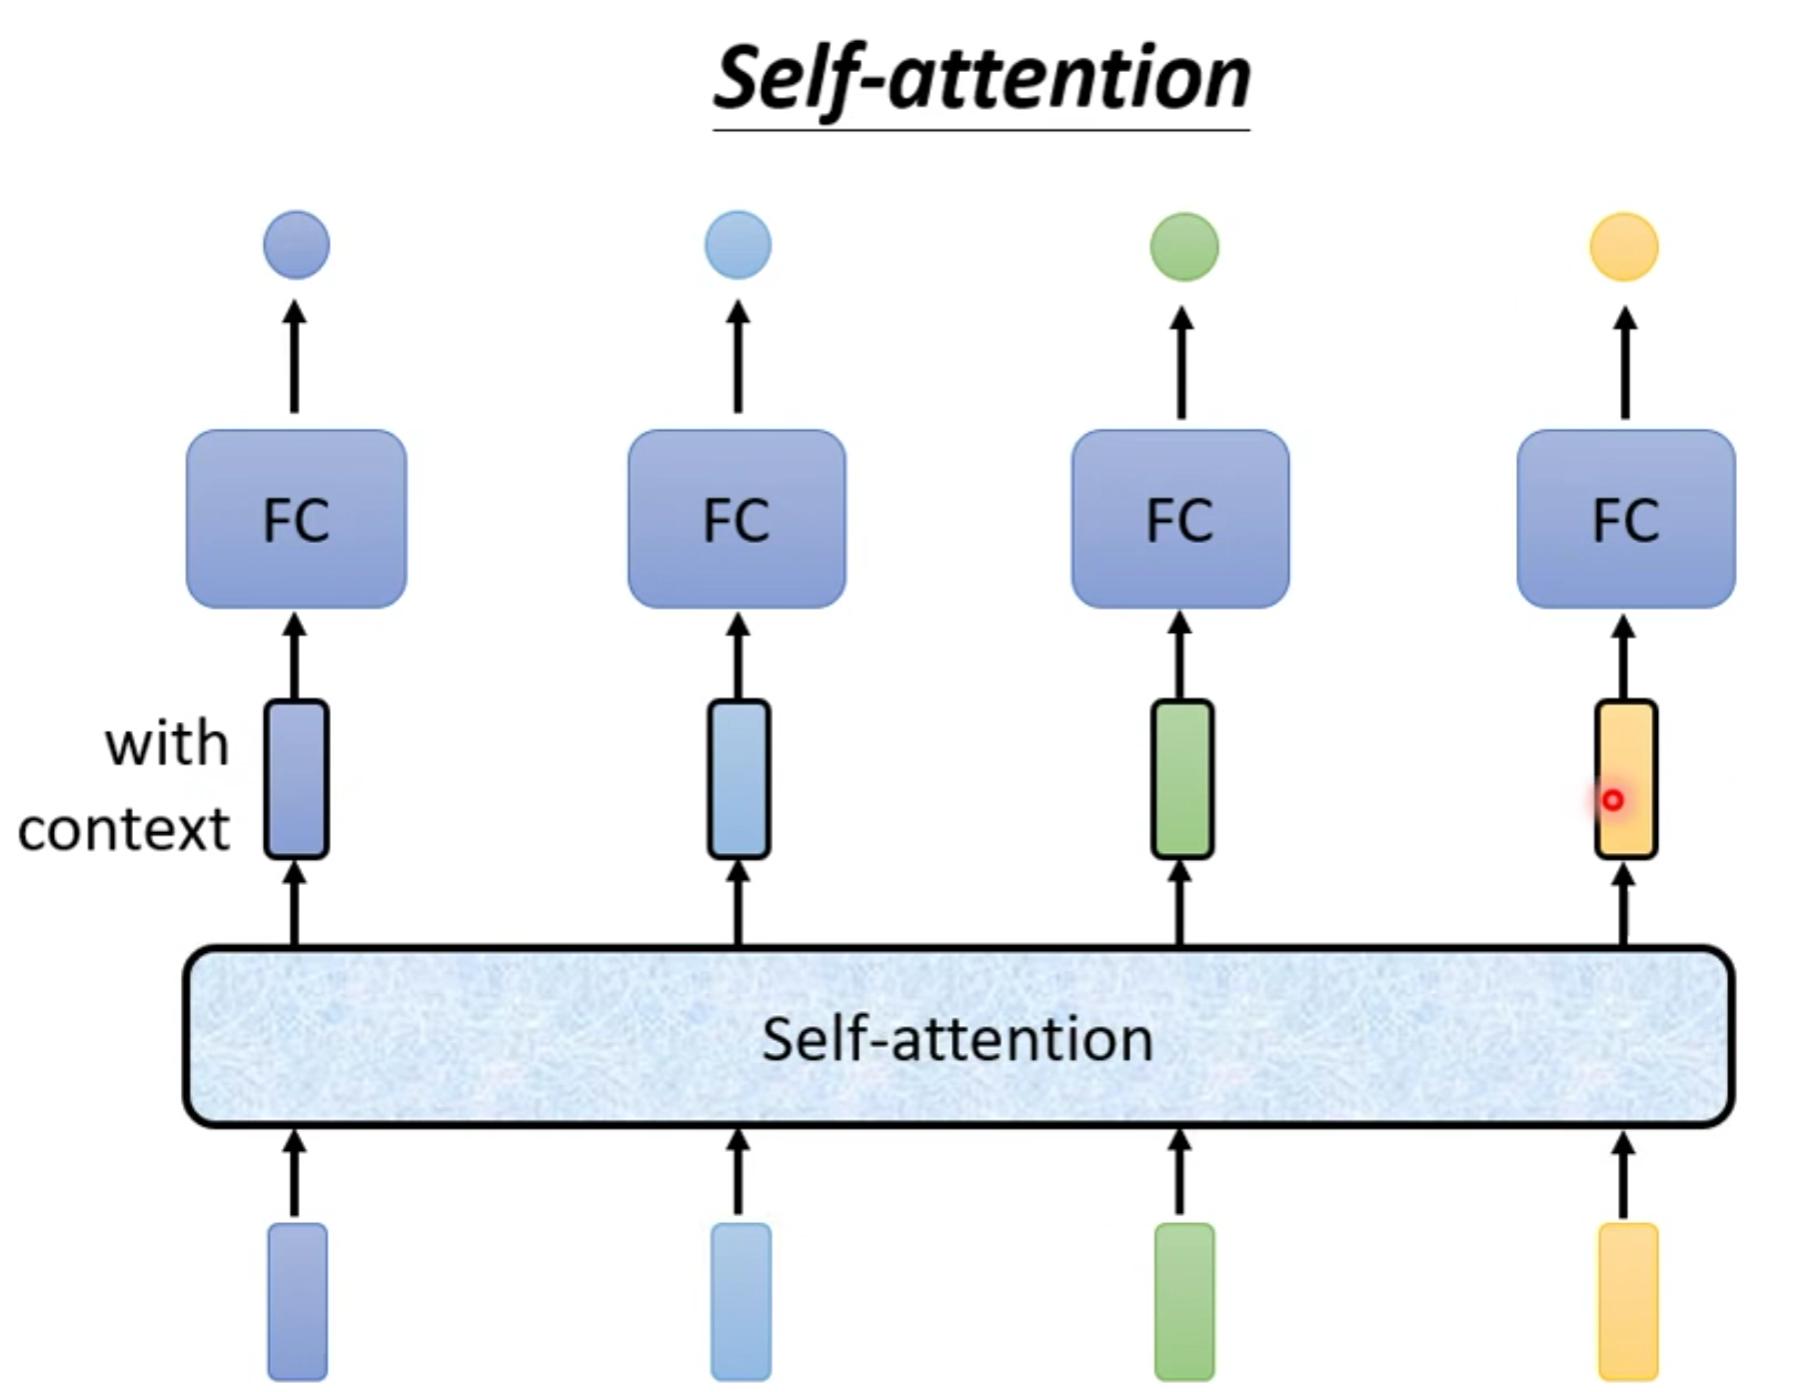 Self-attention
FC FC FC FC
with
context
Self-attention